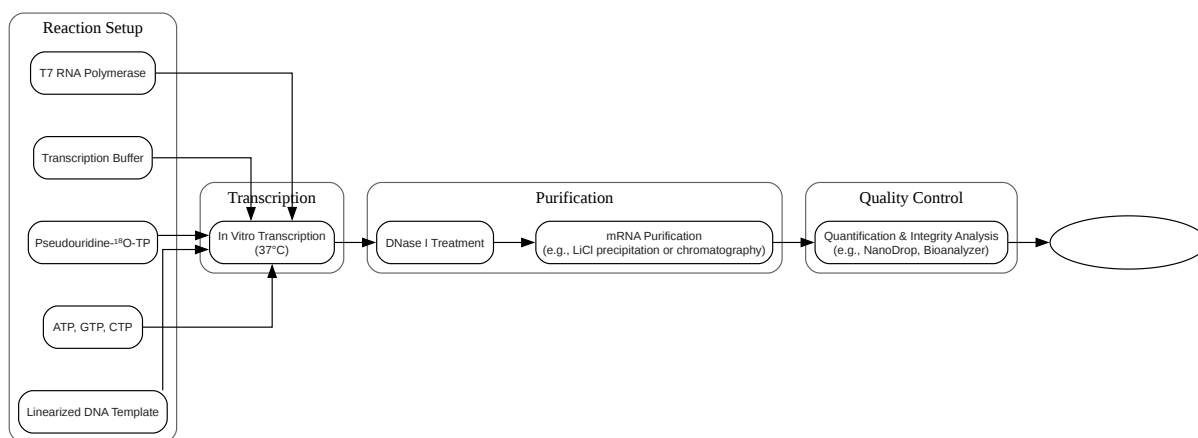 Reaction Setup
T7 RNA Polymerase
Transcription Buffer
Pseudouridine-¹⁸O-TP
ATP, GTP, CTP
Linearized DNA Template
Transcription
In Vitro Transcription
(37°C)
Purification
DNase I Treatment
mRNA Purification
(e.g., LiCl precipitation or chromatography)
Quality Control
Quantification & Integrity Analysis
(e.g., NanoDrop, Bioanalyzer)